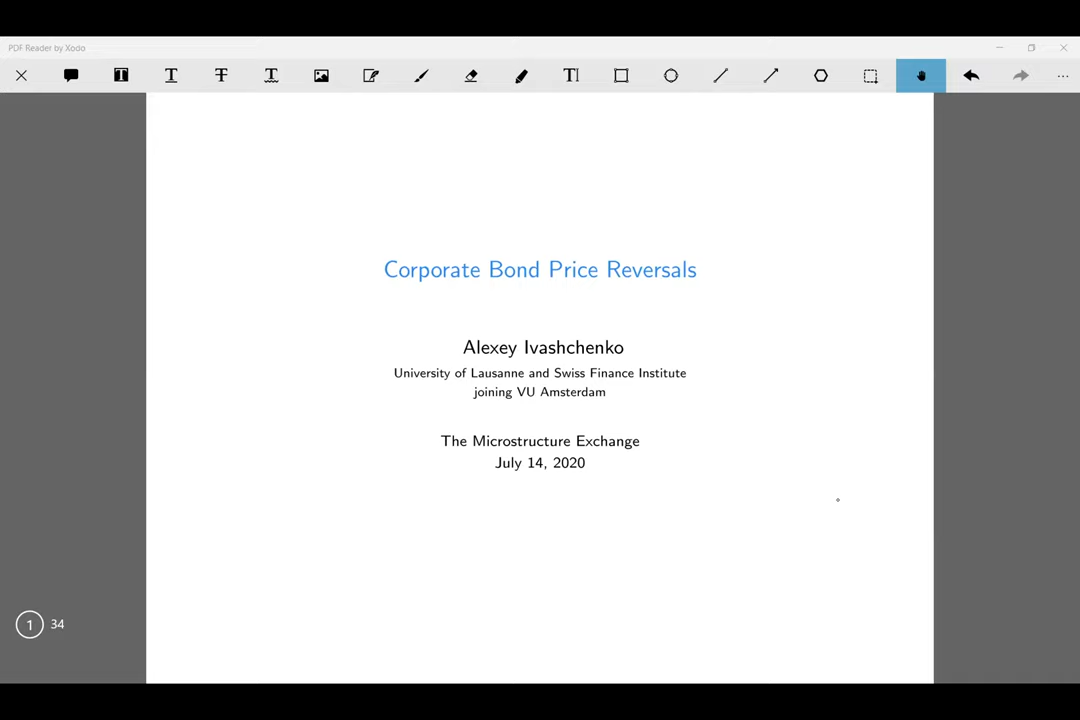 PDF Reader by Xodo
Corporate Bond Price Reversals
Alexey Ivashchenko
University of Lausanne and Swiss Finance Institute
joining VU Amsterdam
The Microstructure Exchange
July 14, 2020
1 34